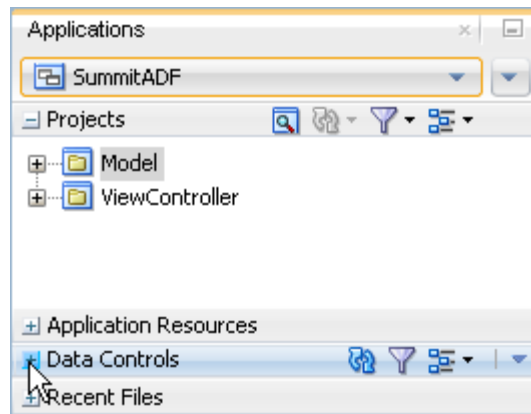 Applications
SummitADF
Projects
Model
ViewController
Application Resources
Data Controls
Recent Files